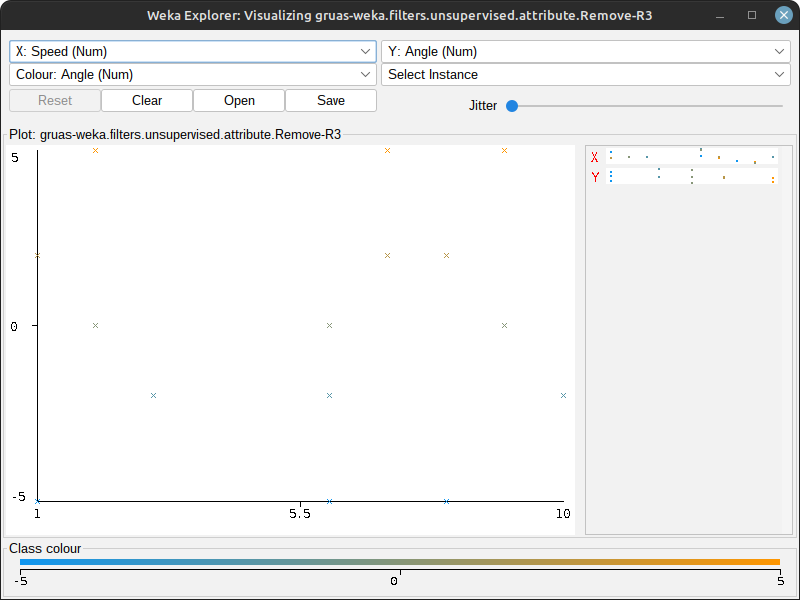 Weka Explorer: Visualizing gruas-weka.filters.unsupervised.attribute.Remove-R3
X: Speed (Num) Y: Angle (Num)
Colour: Angle (Num) Select Instance
Reset Clear Open Save Jitter
Plot: gruas-weka.filters.unsupervised.attribute.Remove-R3
5
0
-5
1 5.5 10
X
Y
Class colour
-5 0 5